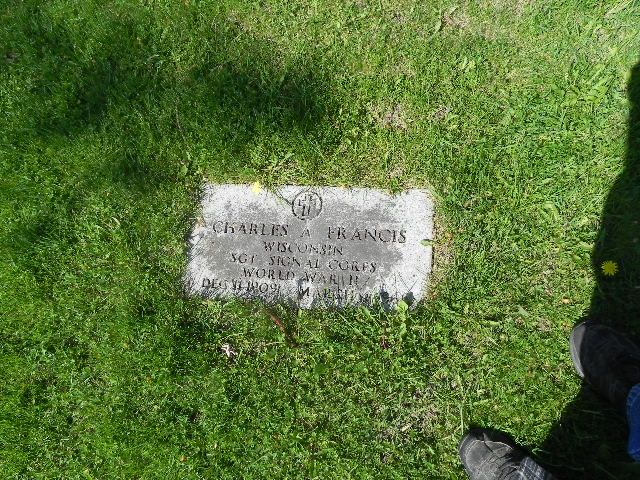 CHARLES A FRANCIS
WISCONSIN
SGT SIGNAL CORPS
WORLD WAR II
DEC 11 1909